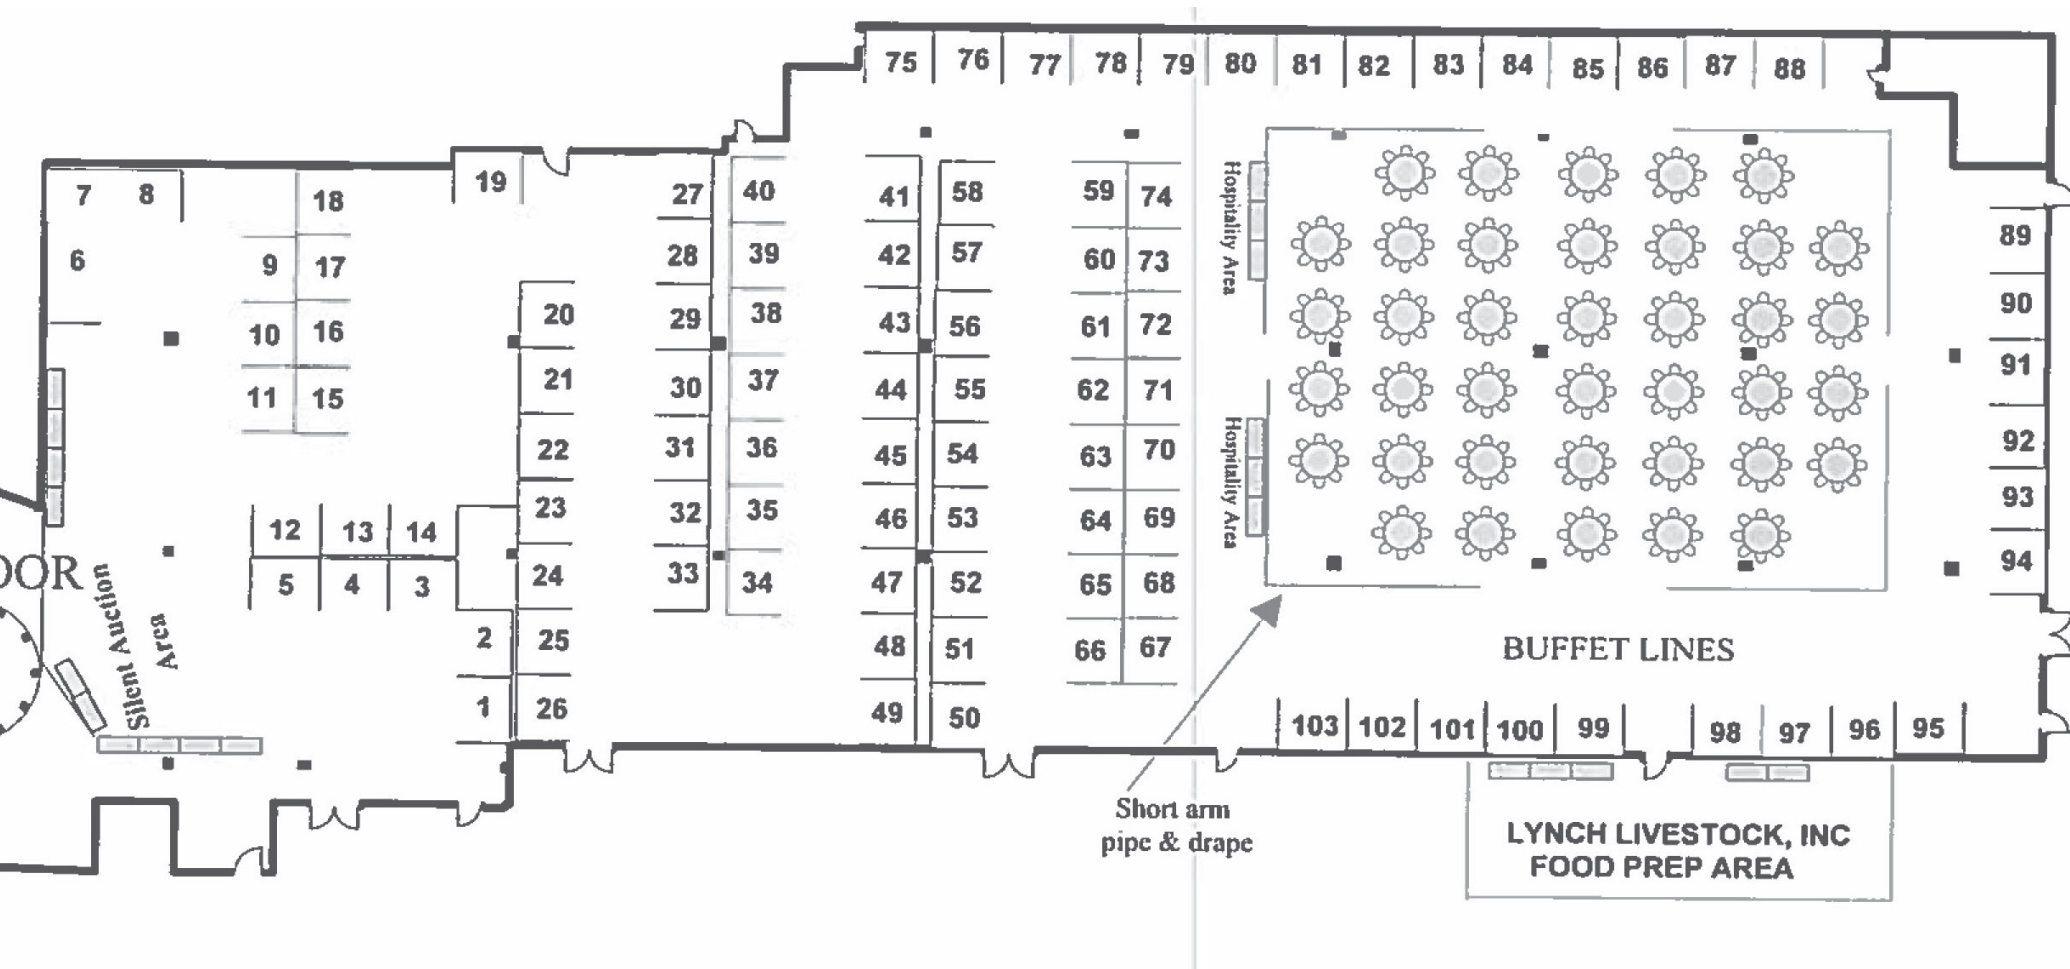 75 76 77 78 79 80 81 82 83 84 85 86 87 88
7 8 18 19 27 40 41 58 59 74
6 9 17 28 39 42 57 60 73 89
20 29 38 43 56 61 72 90
10 16 21 30 37 44 55 62 71 91
11 15 22 31 36 45 54 63 70 92
12 13 14 23 32 35 46 53 64 69 93
5 4 3 24 33 34 47 52 65 68 94
2 25 48 51 66 67
1 26 49 50
103 102 101 100 99 98 97 96 95
Hospitality Area
Hospitality Area
OOR
Silent Auction
Area
BUFFET LINES
Short arm
pipe & drape
LYNCH LIVESTOCK, INC
FOOD PREP AREA